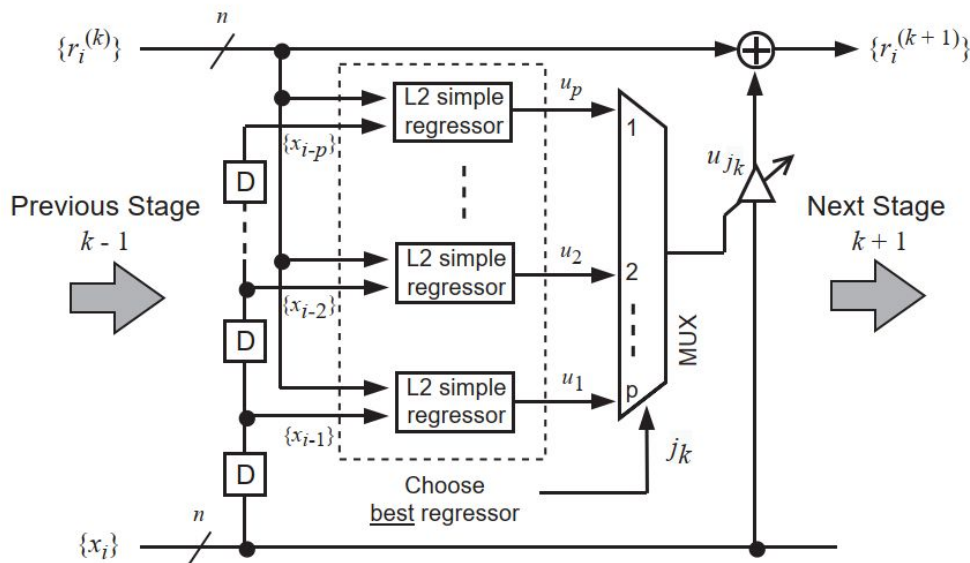 n
{r_i^(k)}
{r_i^(k + 1)}
L2 simple
regressor
u_p
1
{x_{i-p}}
D
u_{j_k}
Previous Stage
k - 1
Next Stage
k + 1
L2 simple
regressor
u_2
2
{x_{i-2}}
D
MUX
L2 simple
regressor
u_1
p
{x_{i-1}}
j_k
D
Choose
best regressor
n
{x_i}